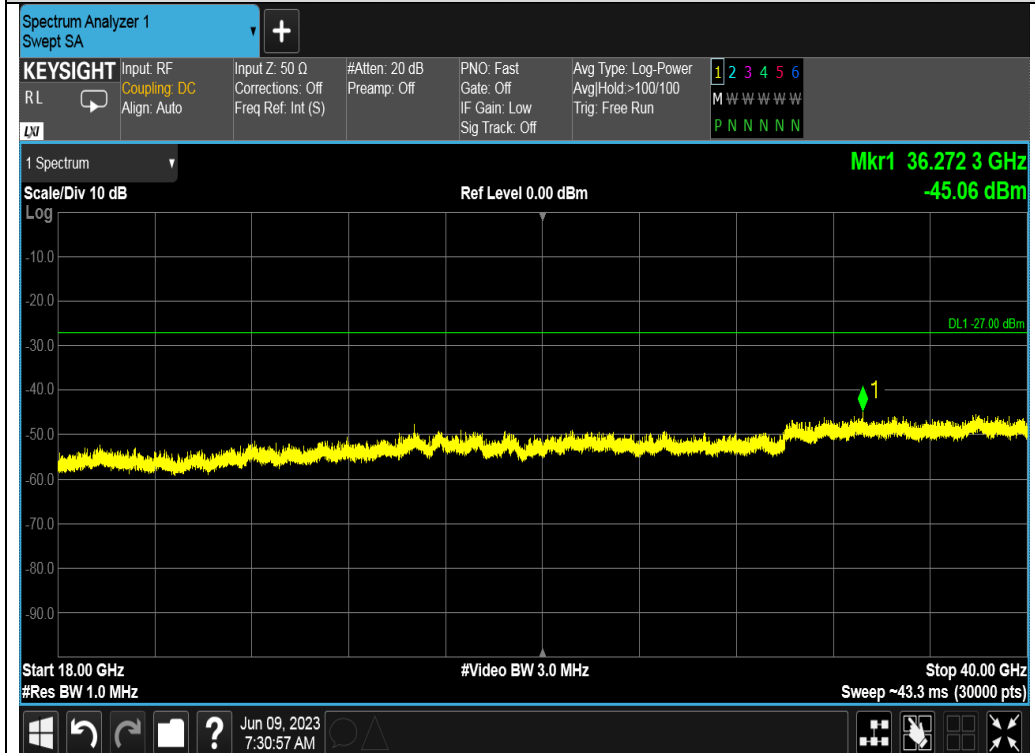 Spectrum Analyzer 1
Swept SA
+
KEYSIGHT
RL
LXI
Input: RF
Coupling: DC
Align: Auto
Input Z: 50 Ω
Corrections: Off
Freq Ref: Int (S)
#Atten: 20 dB
Preamp: Off
PNO: Fast
Gate: Off
IF Gain: Low
Sig Track: Off
Avg Type: Log-Power
Avg|Hold:>100/100
Trig: Free Run
1 2 3 4 5 6
M W W W W W
P N N N N N
1 Spectrum
Mkr1 36.272 3 GHz
Scale/Div 10 dB
Ref Level 0.00 dBm
-45.06 dBm
Log
-10.0
-20.0
DL1 -27.00 dBm
-30.0
-40.0
1
-50.0
-60.0
-70.0
-80.0
-90.0
Start 18.00 GHz
#Video BW 3.0 MHz
Stop 40.00 GHz
#Res BW 1.0 MHz
Sweep ~43.3 ms (30000 pts)
?
Jun 09, 2023
7:30:57 AM